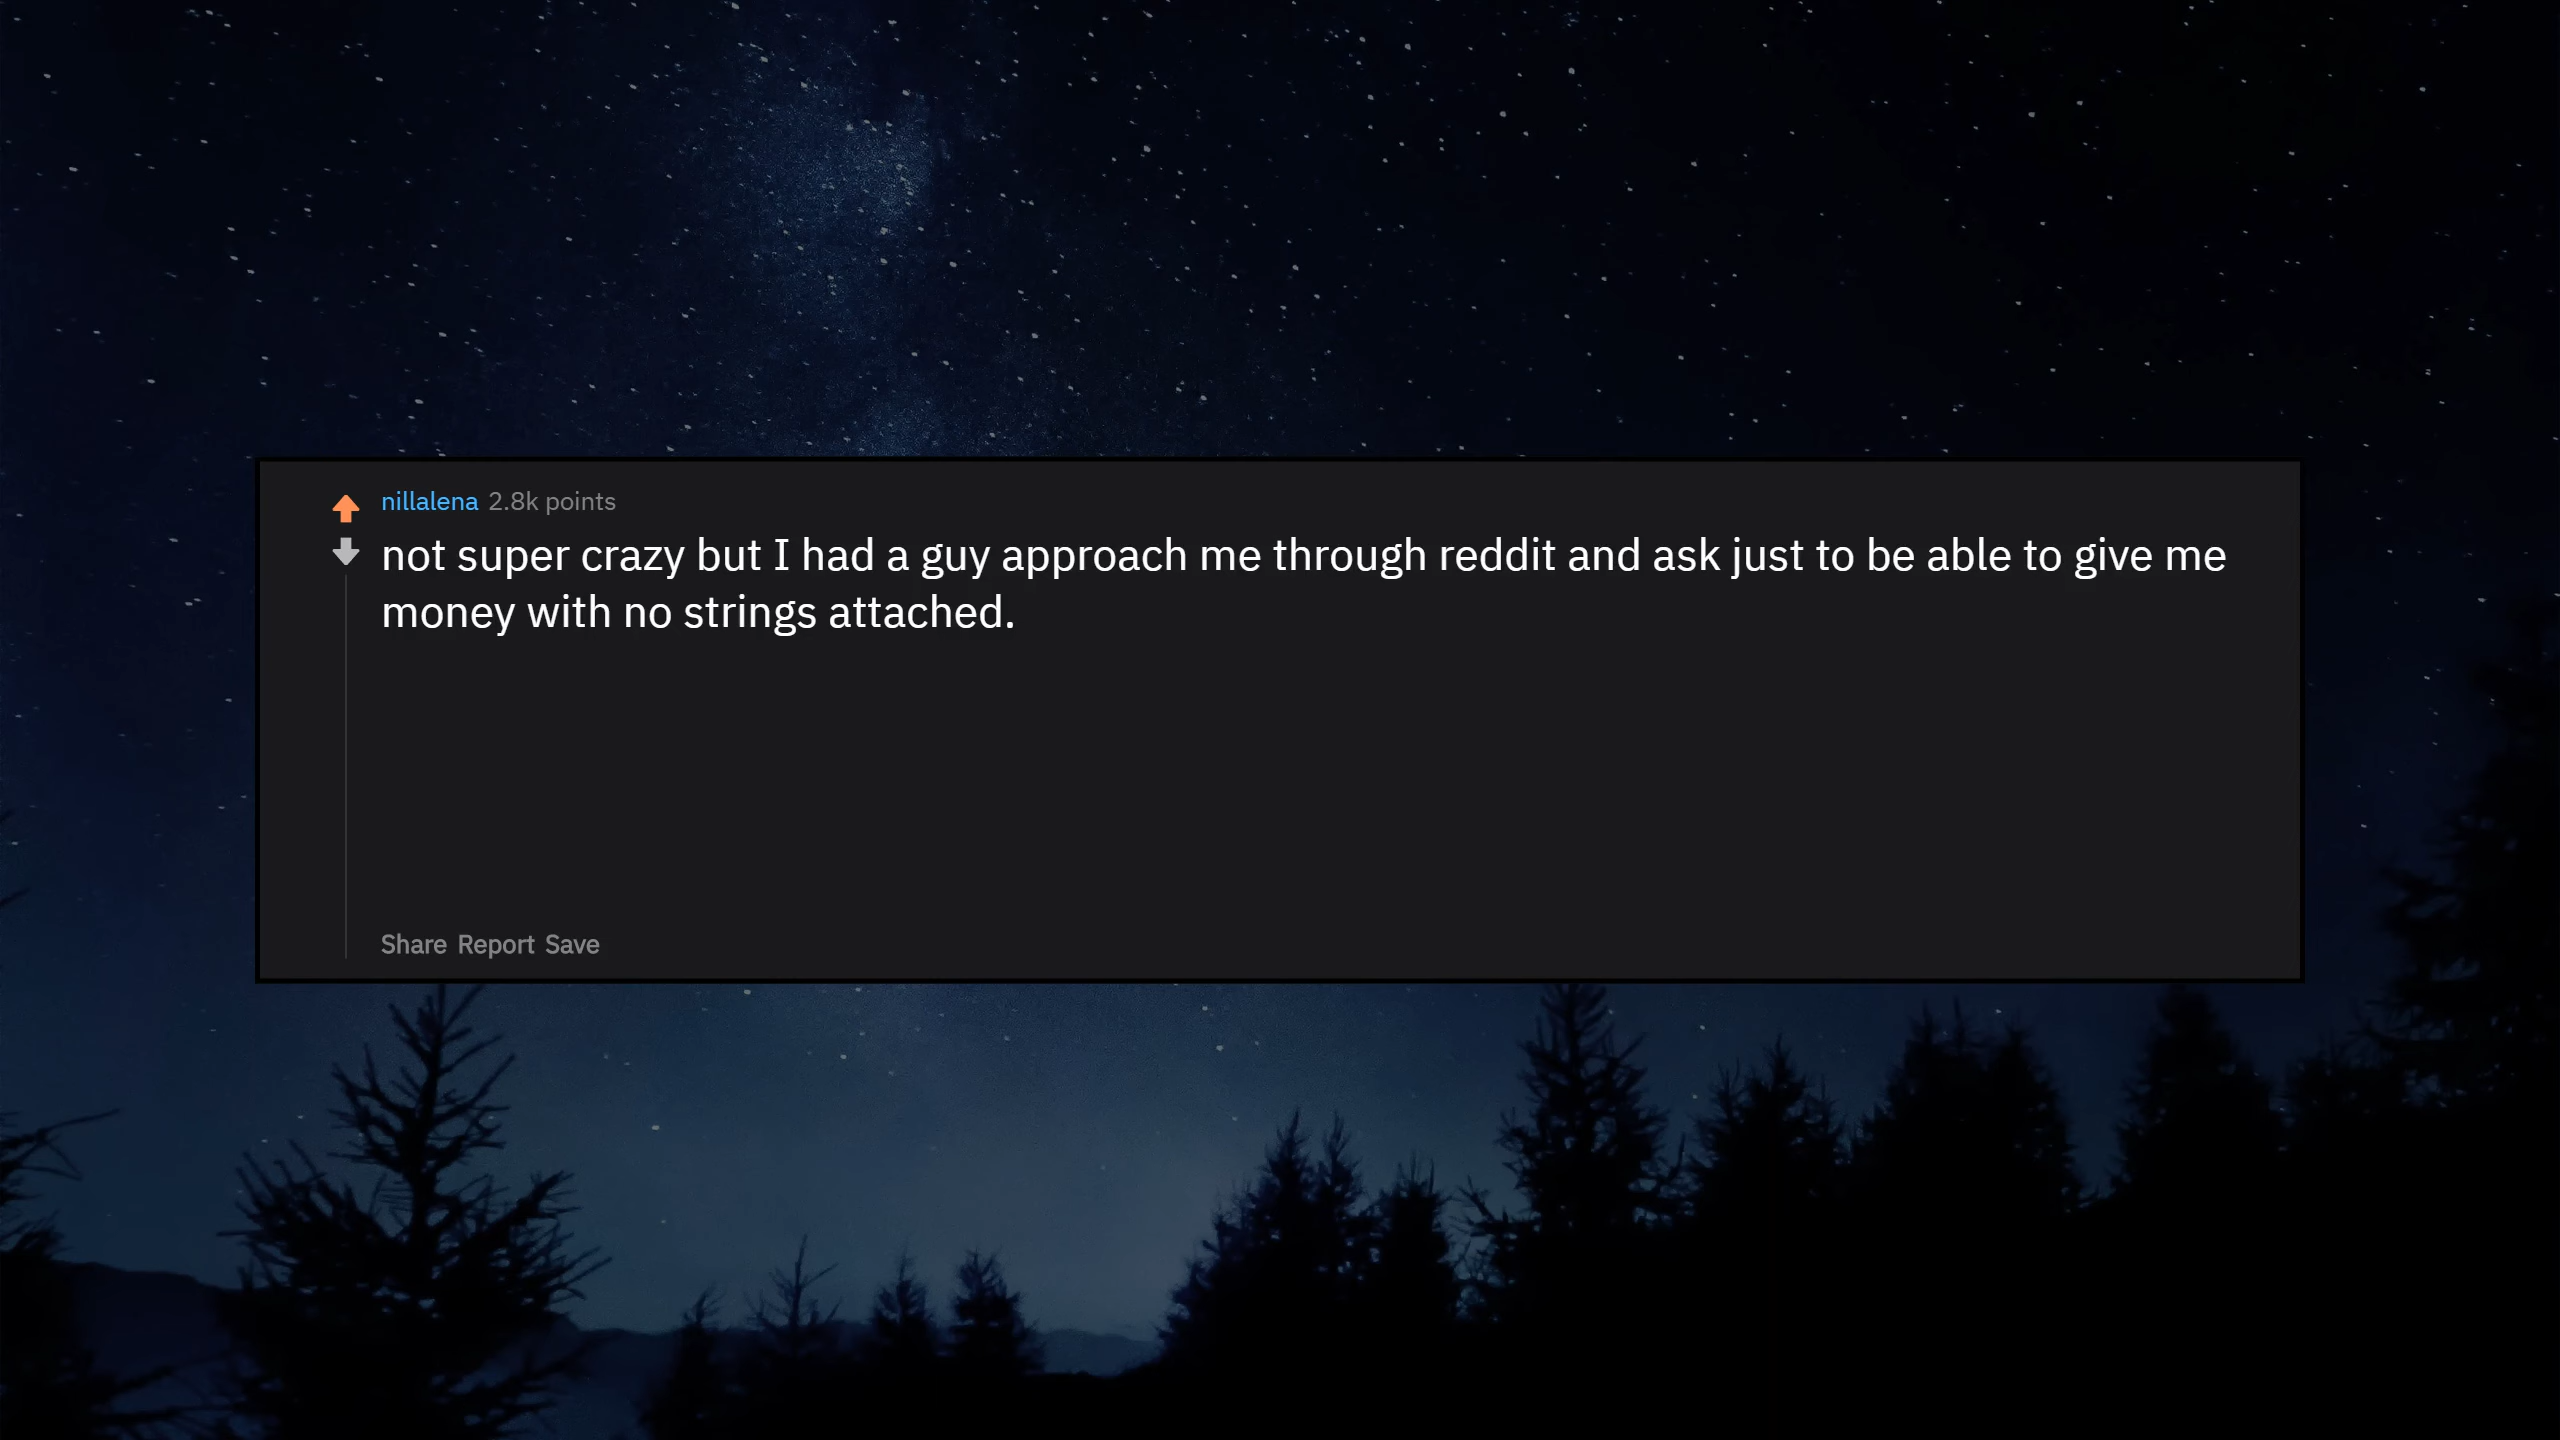 nillalena 2.8k points
not super crazy but I had a guy approach me through reddit and ask just to be able to give me
money with no strings attached.
Share Report Save